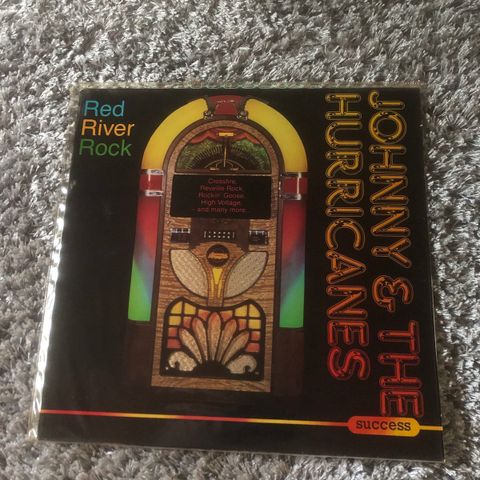 Red
River
Rock
JOHNNY & THE
HURRICANES
Crossfire,
Reveille Rock,
Rockin' Goose,
High Voltage
and many more...
success